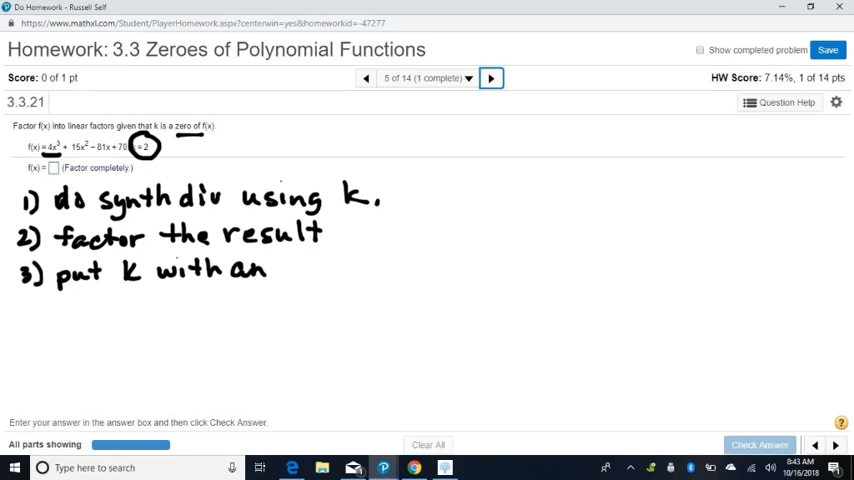 Do Homework - Russell Self
https://www.mathxl.com/Student/PlayerHomework.aspx?centerwin=yes&homeworkid=-47277
Homework: 3.3 Zeroes of Polynomial Functions
Show completed problem
Save
Score: 0 of 1 pt
5 of 14 (1 complete)
HW Score: 7.14%, 1 of 14 pts
3.3.21
Question Help
Factor f(x) into linear factors given that k is a zero of f(x).
f(x) = 4x³ + 15x² − 81x + 70 = 2
f(x) = (Factor completely.)
1) do synth div using k.
2) factor the result
3) put k with an
Enter your answer in the answer box and then click Check Answer.
?
All parts showing
Clear All
Check Answer
Type here to search
8:43 AM
10/16/2018